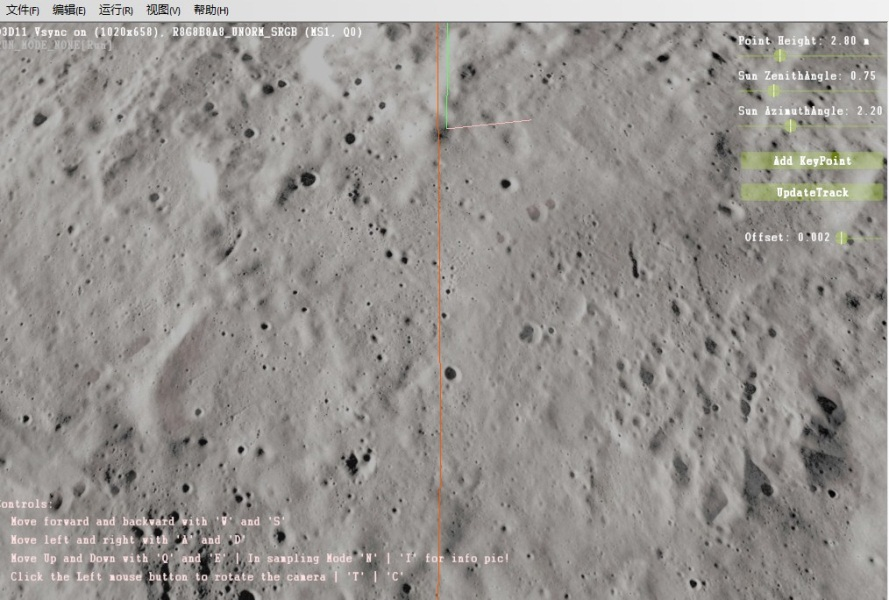 文件(F) 编辑(E) 运行(R) 视图(V) 帮助(H)
D3D11 Vsync on (1020x658), R8G8B8A8_UNORM_SRGB (MS1, Q0)
Point Height: 2.80 m
Sun ZenithAngle: 0.75
Sun AzimuthAngle: 2.20
Add KeyPoint
UpdateTrack
Offset: 0.002
Controls:
Move forward and backward with 'W' and 'S'
Move left and right with 'A' and 'D'
Move Up and Down with 'Q' and 'E' | In sampling Mode 'N' | 'I' for info pic!
Click the Left mouse button to rotate the camera | 'T' | 'C'